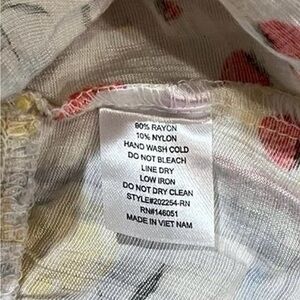 90% RAYON
10% NYLON
HAND WASH COLD
DO NOT BLEACH
LINE DRY
LOW IRON
DO NOT DRY CLEAN
STYLE#202254-RN
RN#146051
MADE IN VIET NAM